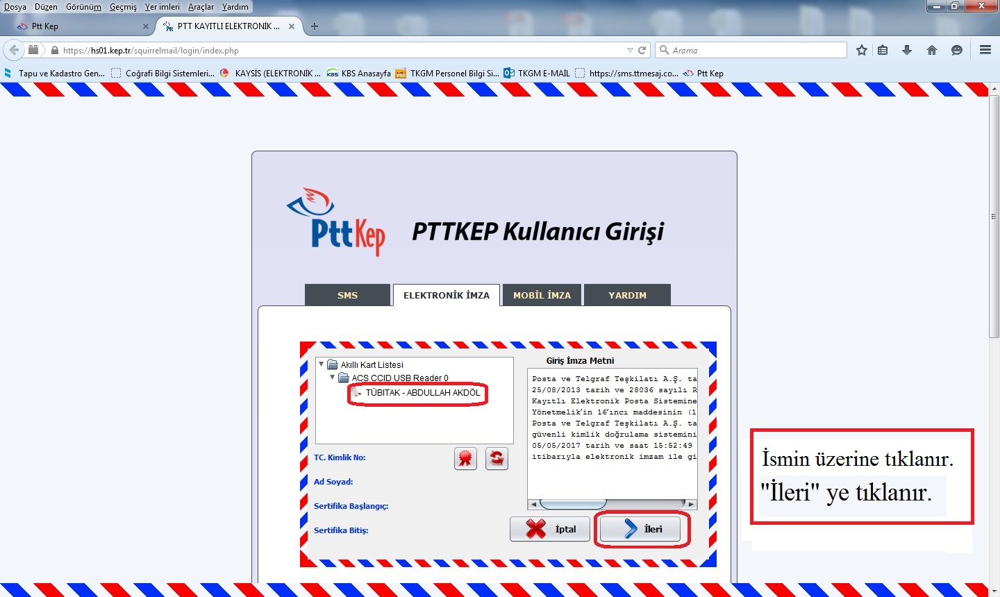 Dosya Düzen Görünüm Geçmiş Yer imleri Araçlar Yardım
Ptt Kep
PTT KAYITLI ELEKTRONİK ...
https://hs01.kep.tr/squirrelmail/login/index.php
Arama
Tapu ve Kadastro Gen... Coğrafi Bilgi Sistemleri... KAYSİS (ELEKTRONİK ... KBS KBS Anasayfa TKGM Personel Bilgi Si... TKGM E-MAİL https://sms.ttmesaj.co... Ptt Kep
Ptt Kep
PTTKEP Kullanıcı Girişi
SMS ELEKTRONİK İMZA MOBİL İMZA YARDIM
Akıllı Kart Listesi
ACS CCID USB Reader 0
TÜBITAK - ABDULLAH AKDÖL
TC. Kimlik No:
Ad Soyad:
Sertifika Başlangıç:
Sertifika Bitiş:
Giriş İmza Metni
Posta ve Telgraf Teşkilatı A.Ş. ta
25/08/2013 tarih ve 28036 sayılı R
Kayıtlı Elektronik Posta Sistemine
Yönetmelik'in 16'ıncı maddesinin (1
Posta ve Telgraf Teşkilatı A.Ş. ta
güvenli kimlik doğrulama sistemini
05/05/2017 tarih ve saat 15:52:49
itibarıyla elektronik imzam ile gi
İptal
İleri
İsmin üzerine tıklanır.
"İleri" ye tıklanır.